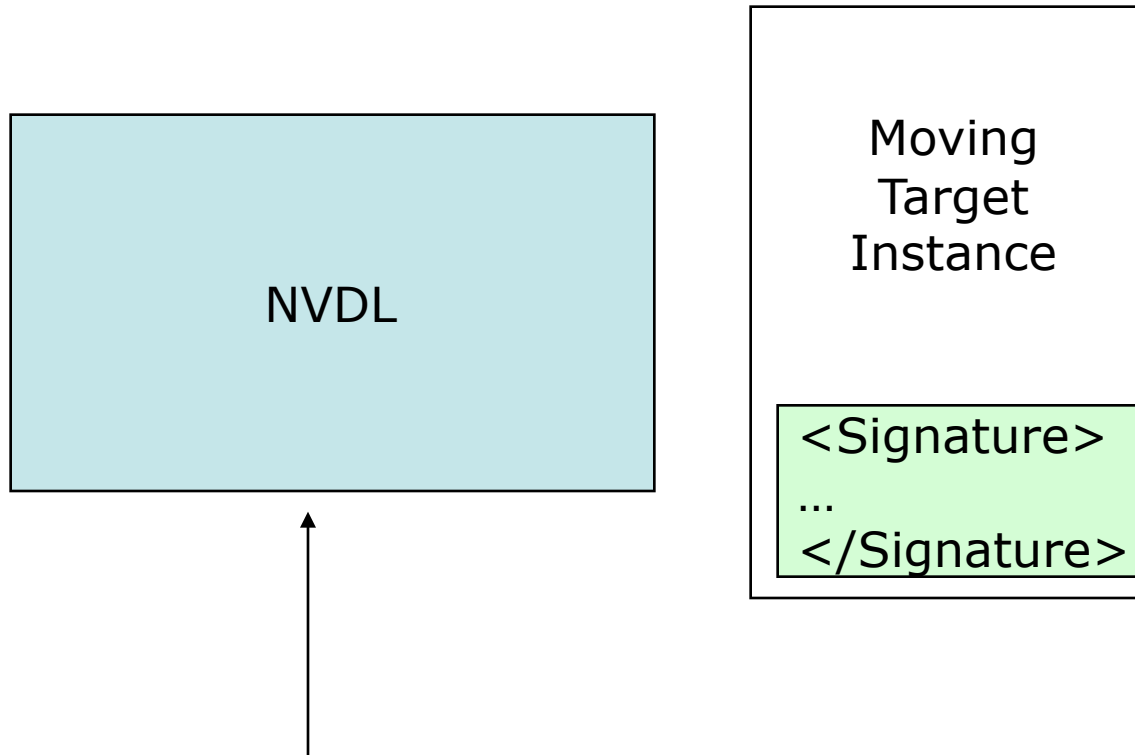 NVDL
Moving
Target
Instance
<Signature>
…
</Signature>